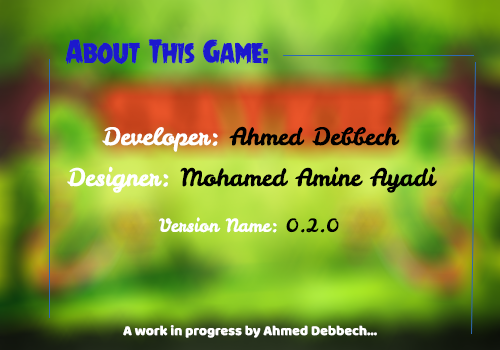 About This Game:
Developer: Ahmed Debbech
Designer: Mohamed Amine Ayadi
Version Name: 0.2.0
A work in progress by Ahmed Debbech...